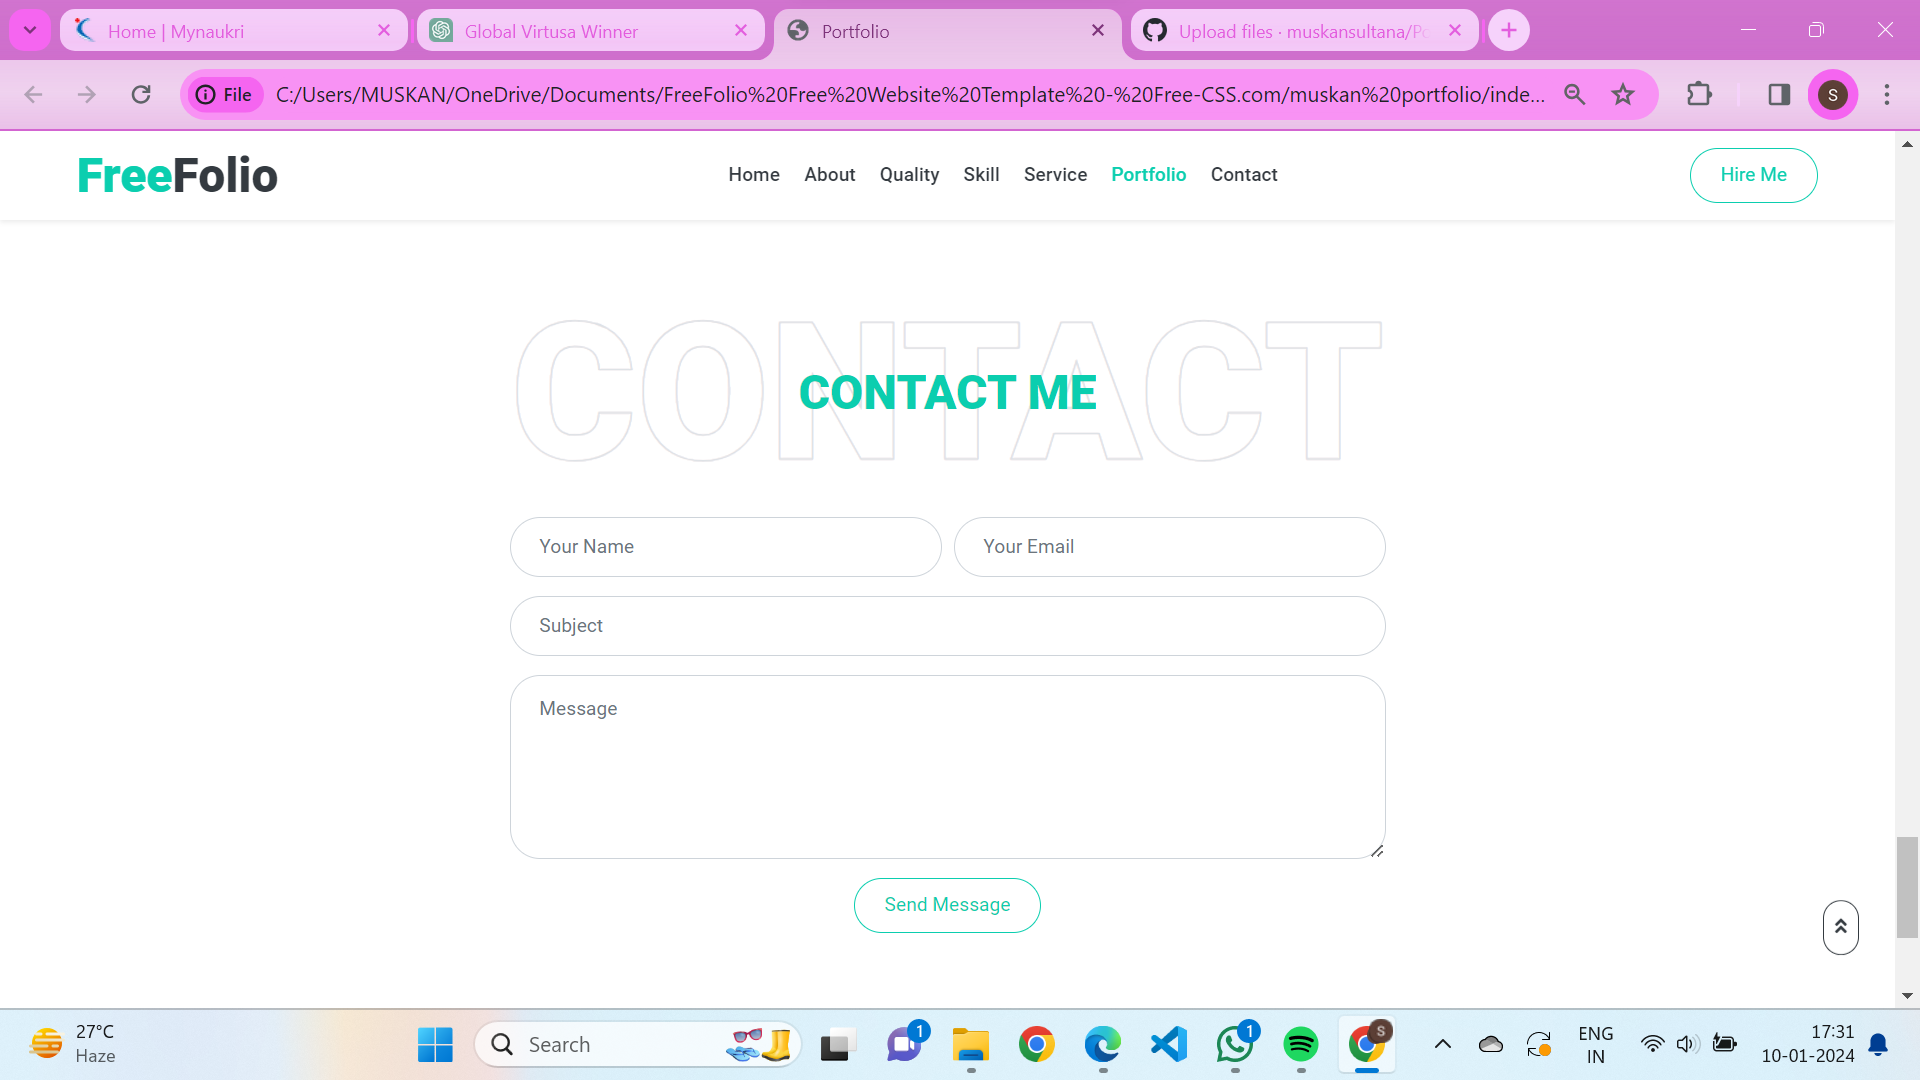 Home | Mynaukri
Global Virtusa Winner
Portfolio
Upload files · muskansultana/Po
File
C:/Users/MUSKAN/OneDrive/Documents/FreeFolio%20Free%20Website%20Template%20-%20Free-CSS.com/muskan%20portfolio/inde...
S
FreeFolio
Home About Quality Skill Service Portfolio Contact
Hire Me
CONTACT
CONTACT ME
Your Name
Your Email
Subject
Message
Send Message
27°C
Haze
Search
1
1
S
ENG
IN
17:31
10-01-2024